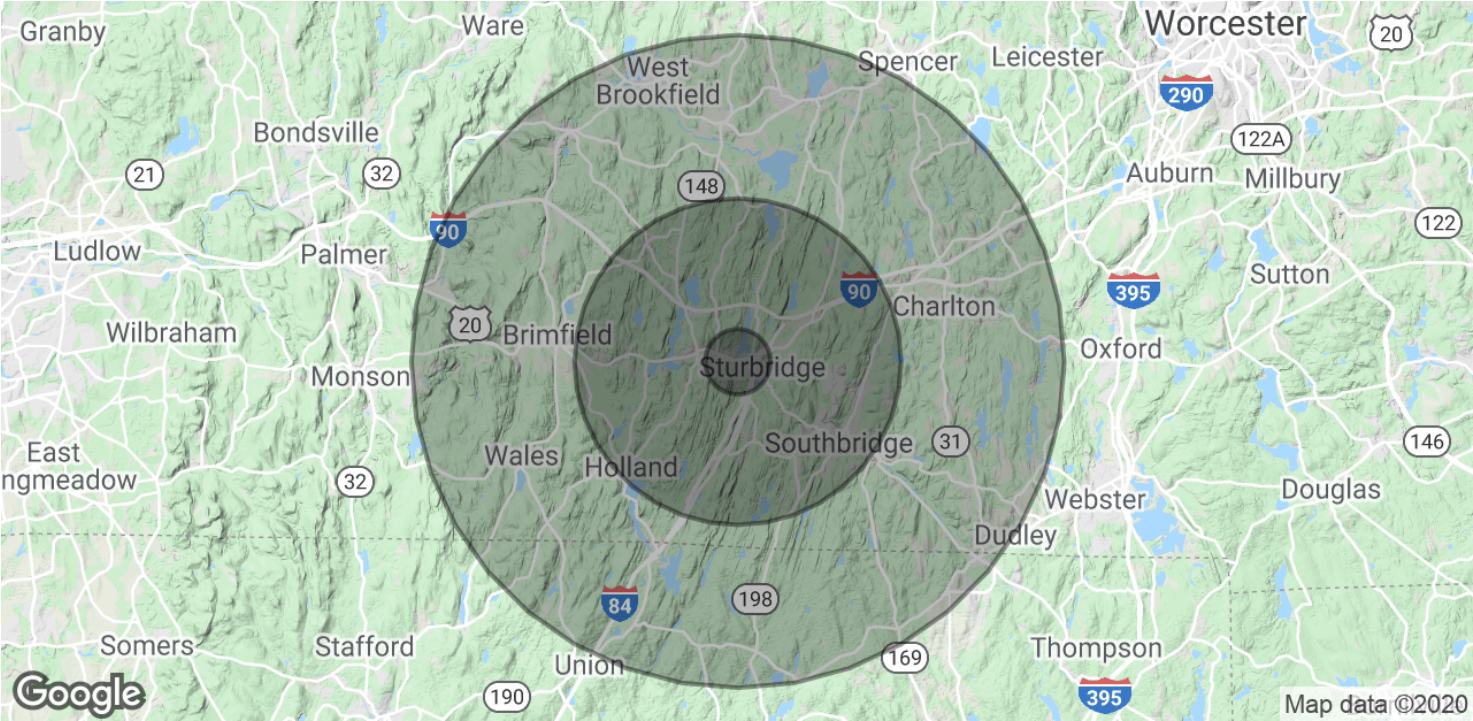 Granby
Ware
Worcester
20
West
Brookfield
Spencer
Leicester
290
Bondsville
122A
21
32
148
Auburn
Millbury
90
122
Ludlow
Palmer
Sutton
90
395
Charlton
20
Wilbraham
Brimfield
Oxford
Sturbridge
Monson
East
ngmeadow
Southbridge
31
146
Wales
Holland
32
Webster
Douglas
Dudley
84
198
Somers
Stafford
Union
169
Thompson
Google
190
395
Map data ©2020